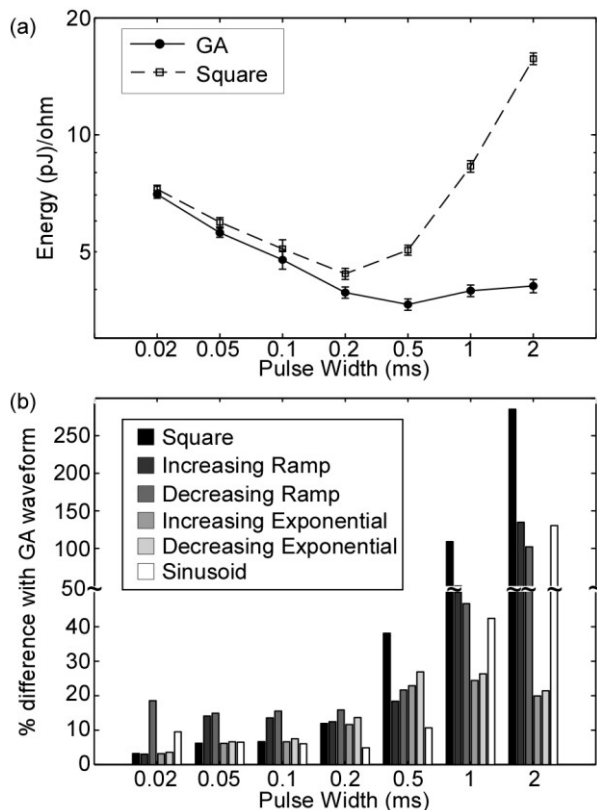 (a)
GA
Square
20
10
5
Energy (pJ)/ohm
0.02 0.05 0.1 0.2 0.5 1 2
Pulse Width (ms)
(b)
Square
Increasing Ramp
Decreasing Ramp
Increasing Exponential
Decreasing Exponential
Sinusoid
250
200
150
100
50
40
30
20
10
0
% difference with GA waveform
0.02 0.05 0.1 0.2 0.5 1 2
Pulse Width (ms)